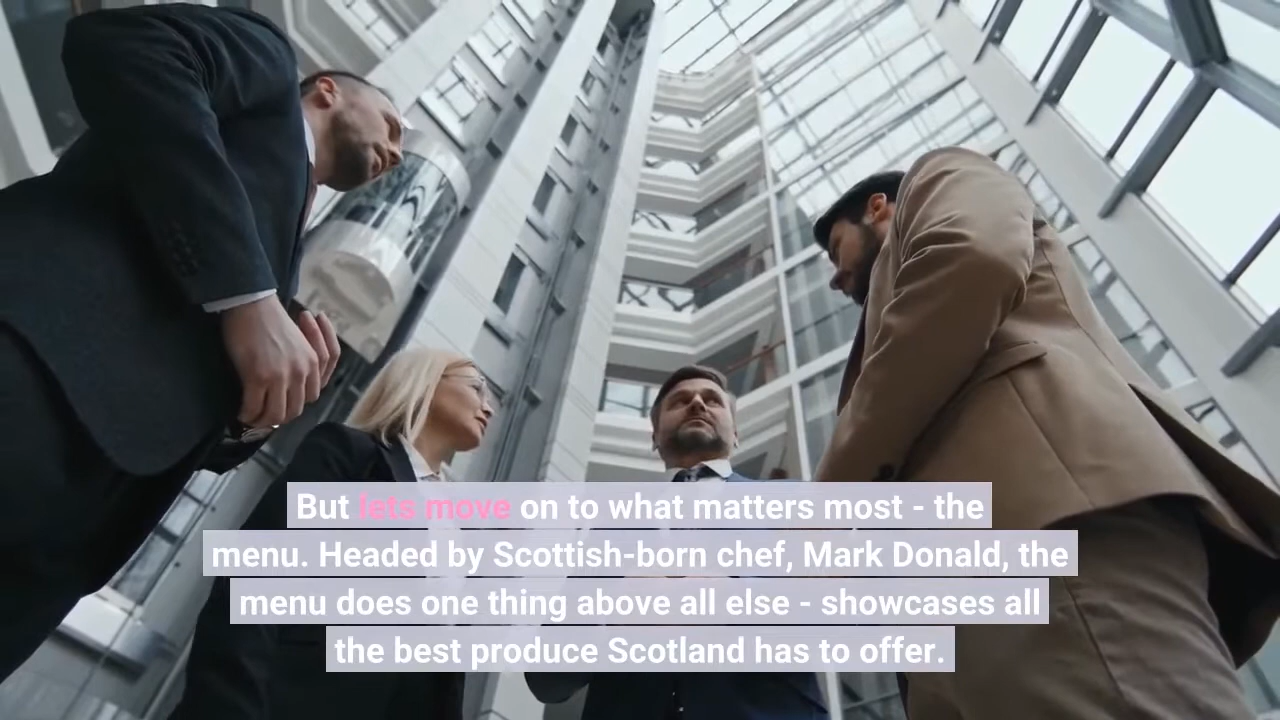 But lets move on to what matters most - the
menu. Headed by Scottish-born chef, Mark Donald, the
menu does one thing above all else - showcases all
the best produce Scotland has to offer.